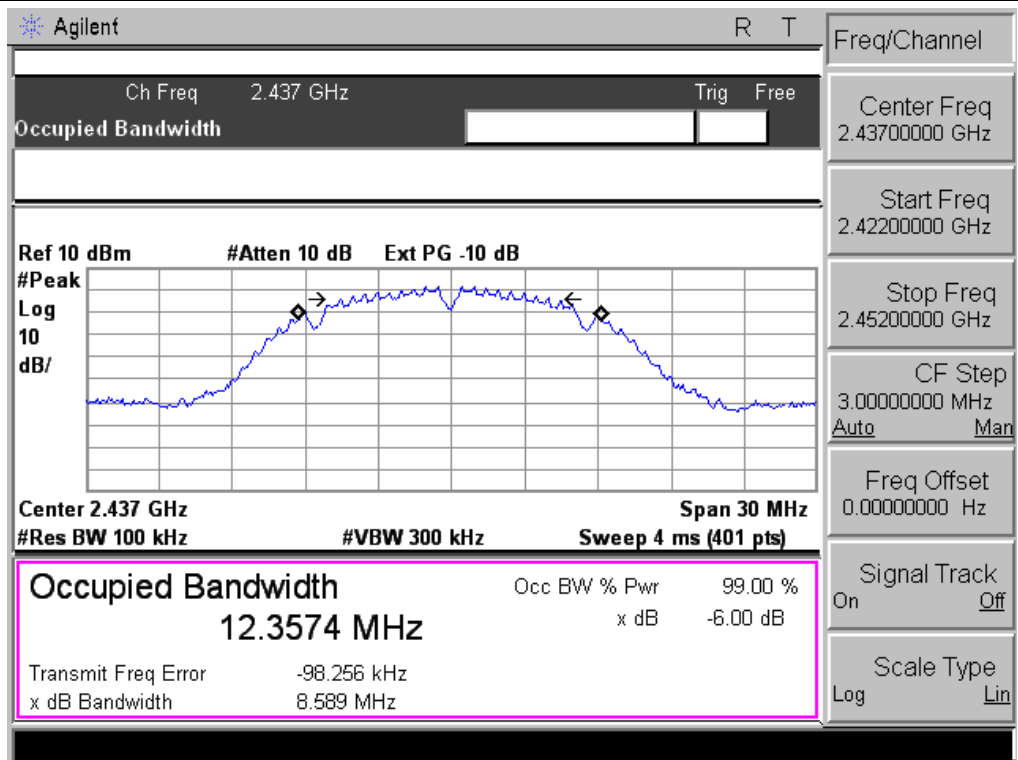 Agilent R T
Ch Freq 2.437 GHz Trig Free
Occupied Bandwidth
Ref 10 dBm #Atten 10 dB Ext PG -10 dB
#Peak
Log
10
dB/
Center 2.437 GHz Span 30 MHz
#Res BW 100 kHz #VBW 300 kHz Sweep 4 ms (401 pts)
Occupied Bandwidth
12.3574 MHz
Occ BW % Pwr 99.00 %
x dB -6.00 dB
Transmit Freq Error -98.256 kHz
x dB Bandwidth 8.589 MHz
Freq/Channel
Center Freq
2.43700000 GHz
Start Freq
2.42200000 GHz
Stop Freq
2.45200000 GHz
CF Step
3.00000000 MHz
Auto Man
Freq Offset
0.00000000 Hz
Signal Track
On Off
Scale Type
Log Lin